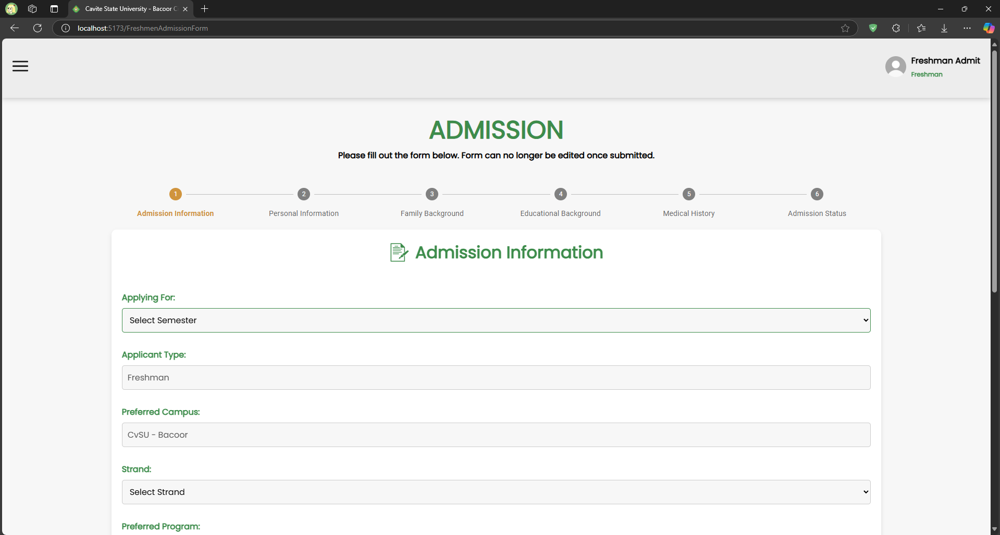 Cavite State University - Bacoor C
localhost:5173/FreshmenAdmissionForm
Freshman Admit
Freshman
ADMISSION
Please fill out the form below. Form can no longer be edited once submitted.
1 2 3 4 5 6
Admission Information Personal Information Family Background Educational Background Medical History Admission Status
Admission Information
Applying For:
Select Semester
Applicant Type:
Freshman
Preferred Campus:
CvSU - Bacoor
Strand:
Select Strand
Preferred Program: